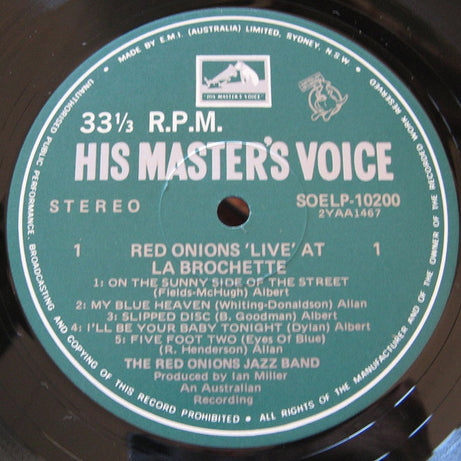 MADE BY E.M.I. (AUSTRALIA) LIMITED, SYDNEY, N.S.W.
"HIS MASTER'S VOICE"
33⅓ R.P.M.
HIS MASTER'S VOICE
STEREO
SOELP-10200
2YAA1467
1 RED ONIONS 'LIVE' AT 1
LA BROCHETTE
1: ON THE SUNNY SIDE OF THE STREET
(Fields-McHugh) Albert
2: MY BLUE HEAVEN (Whiting-Donaldson) Allan
3: SLIPPED DISC (B. Goodman) Albert
4: I'LL BE YOUR BABY TONIGHT (Dylan) Albert
5: FIVE FOOT TWO (Eyes Of Blue)
(R. Henderson) Allan
THE RED ONIONS JAZZ BAND
Produced by Ian Miller
An Australian
Recording
UNAUTHORISED PUBLIC PERFORMANCE, BROADCASTING AND COPYING OF THIS RECORD PROHIBITED • ALL RIGHTS OF THE MANUFACTURER AND OF THE OWNER OF THE RECORDED WORK RESERVED